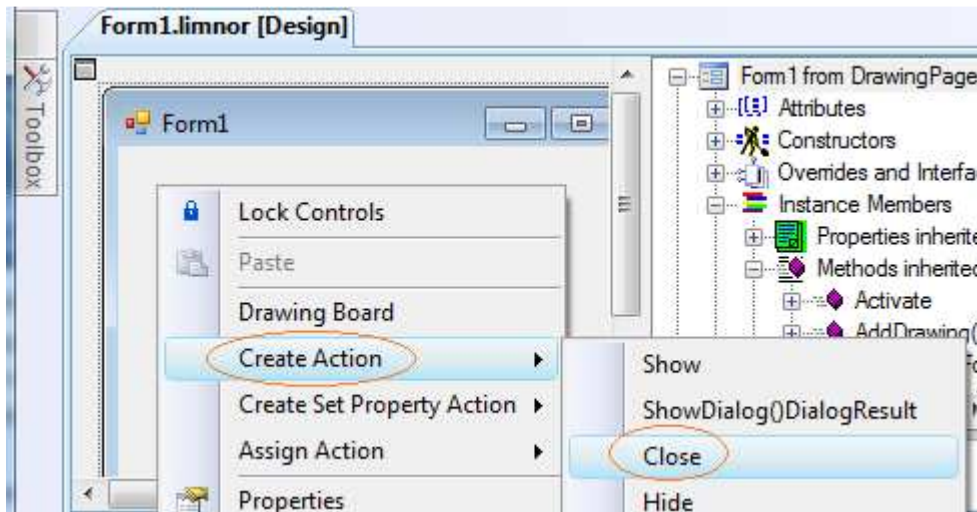 Form1.limnor [Design]
Toolbox
Form1
Lock Controls
Paste
Drawing Board
Create Action
Create Set Property Action
Assign Action
Properties
Show
ShowDialog()DialogResult
Close
Hide
Form1 from DrawingPage
Attributes
Constructors
Overrides and Interfa
Instance Members
Properties inherite
Methods inherited
Activate
AddDrawing(